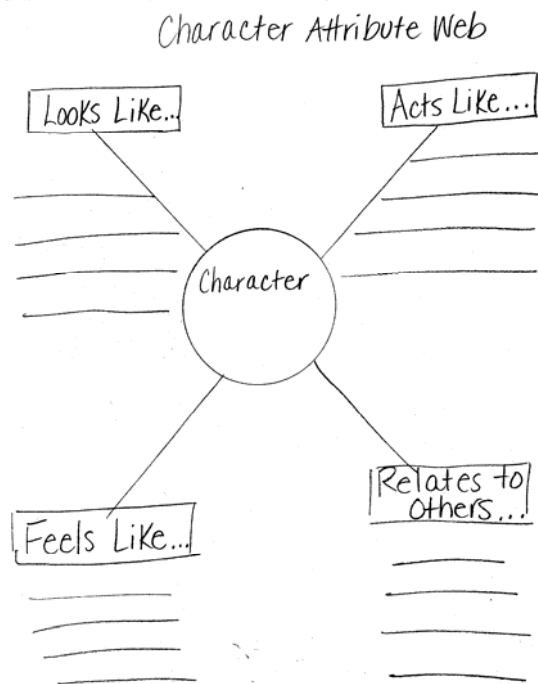 Character Attribute Web
Looks Like...
Acts Like...
Character
Feels Like...
Relates to
Others...